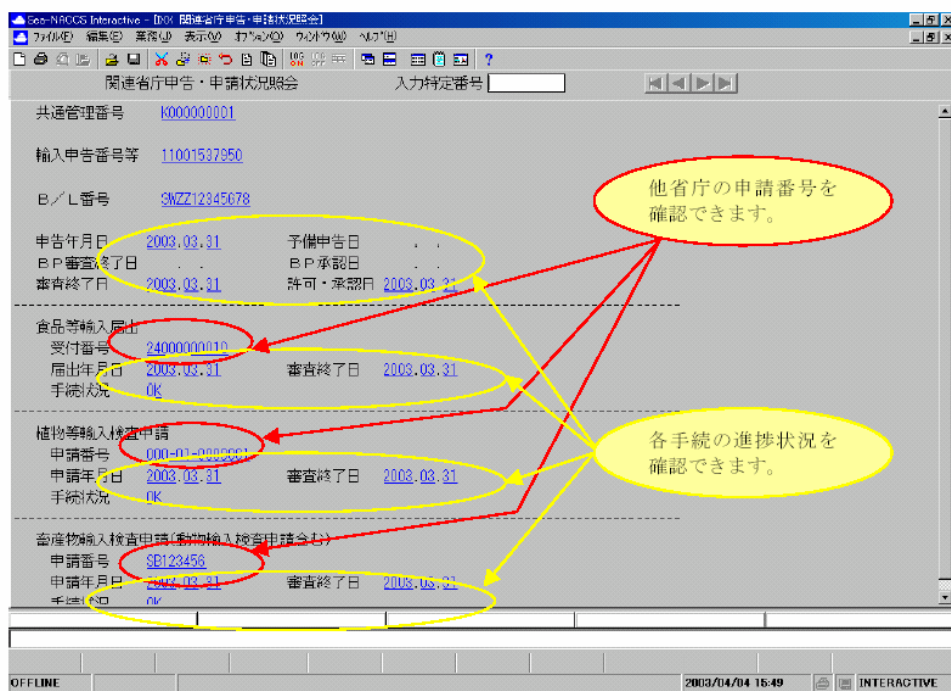 Sea-NACCS Interactive - [IXX 関連省庁申告・申請状況照会]
ファイル(F) 編集(E) 業務(J) 表示(V) オプション(O) ウィンドウ(W) ヘルプ(H)
関連省庁申告・申請状況照会 入力特定番号
共通管理番号 K000000001
輸入申告番号等 11001537950
B/L番号 SWZZ12345678
他省庁の申請番号を
確認できます。
申告年月日 2003.03.31 予備申告日 . .
BP審査終了日 . . BP承認日 . .
審査終了日 2003.03.31 許可・承認日 2003.03.31
食品等輸入届出
受付番号 24000000010
届出年月日 2003.03.31 審査終了日 2003.03.31
手続状況 OK
植物等輸入検査申請
申請番号
申請年月日 2003.03.31 審査終了日 2003.03.31
手続状況 OK
各手続の進捗状況を
確認できます。
畜産物輸入検査申請(動物輸入検査申請含む)
申請番号 SB123456
申請年月日 2003.03.31 審査終了日 2003.03.31
手続状況 OK
OFFLINE 2003/04/04 15:49 INTERACTIVE